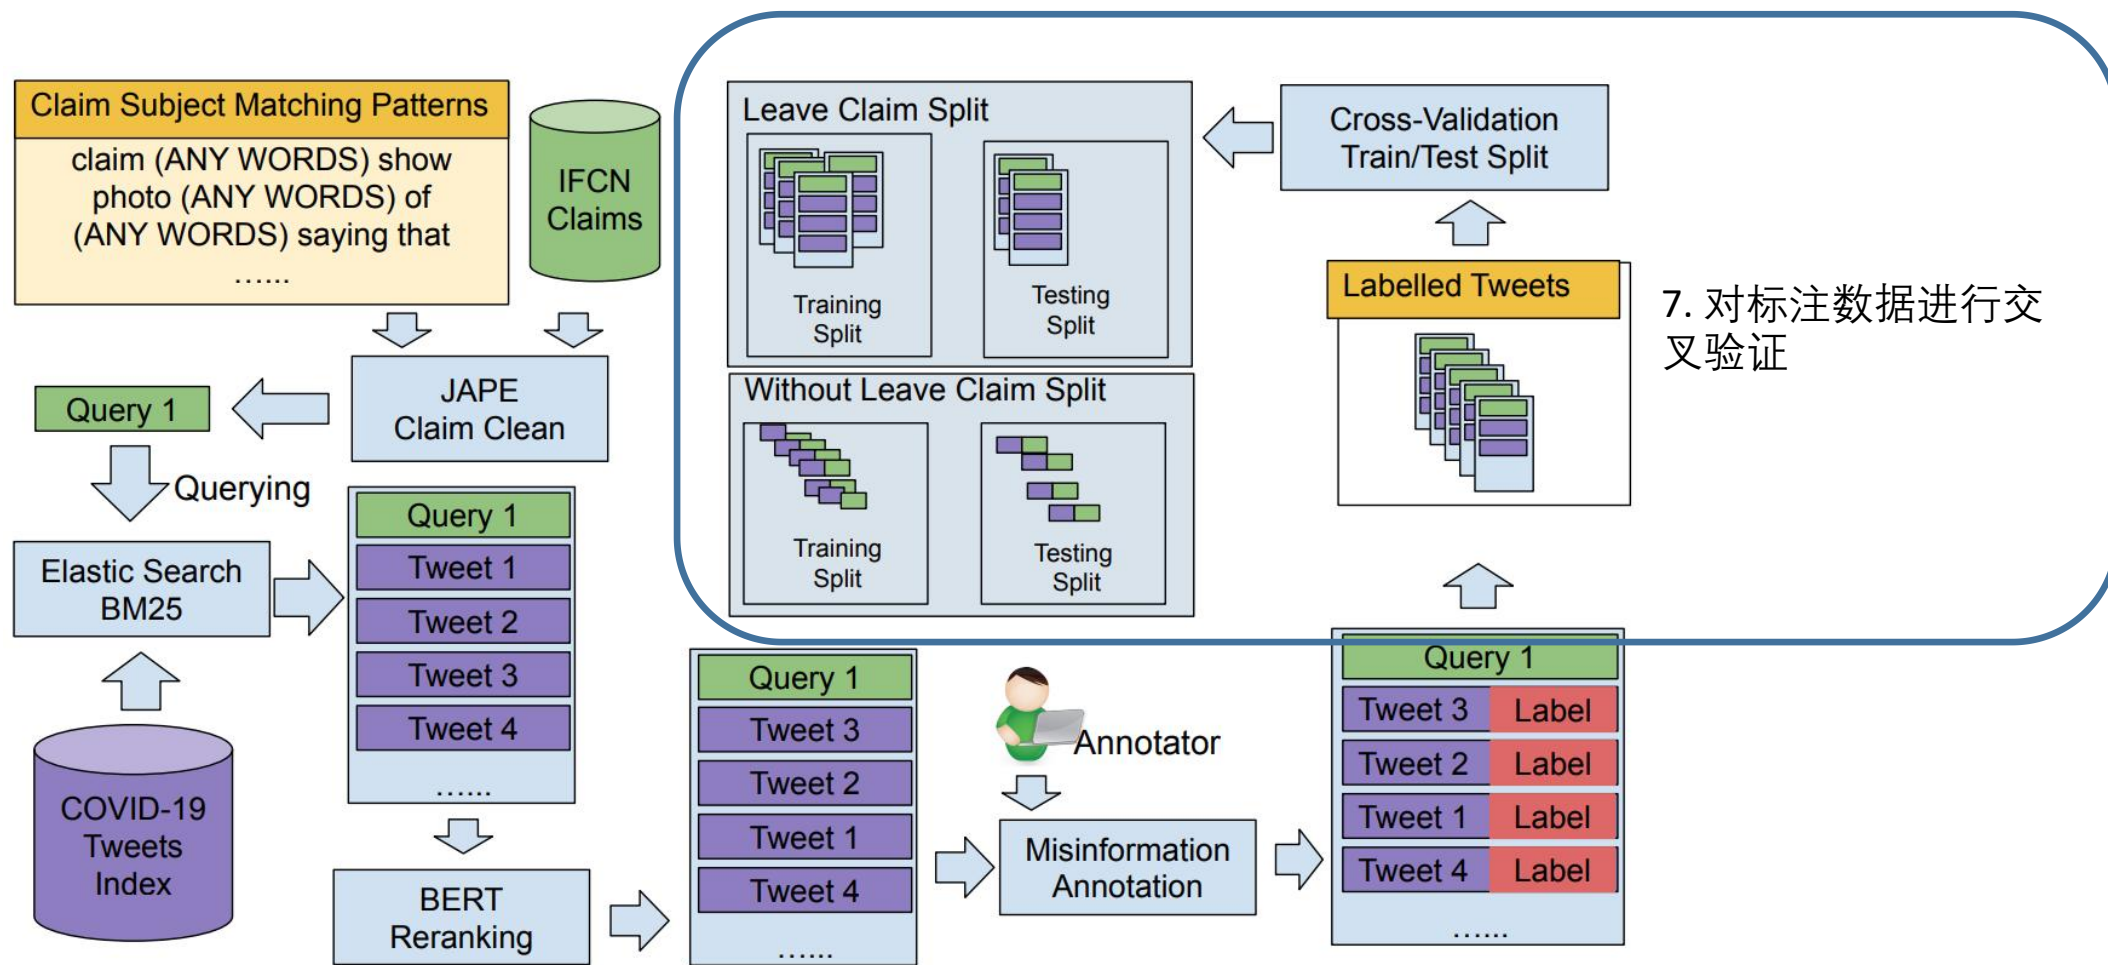 Claim Subject Matching Patterns
claim (ANY WORDS) show
photo (ANY WORDS) of
(ANY WORDS) saying that
…...
IFCN
Claims
JAPE
Claim Clean
Query 1
Querying
Elastic Search
BM25
COVID-19
Tweets
Index
Query 1
Tweet 1
Tweet 2
Tweet 3
Tweet 4
…...
BERT
Reranking
Query 1
Tweet 3
Tweet 2
Tweet 1
Tweet 4
…...
Annotator
Misinformation
Annotation
Query 1
Tweet 3 Label
Tweet 2 Label
Tweet 1 Label
Tweet 4 Label
…...
Labelled Tweets
7. 对标注数据进行交
叉验证
Cross-Validation
Train/Test Split
Leave Claim Split
Training
Split
Testing
Split
Without Leave Claim Split
Training
Split
Testing
Split